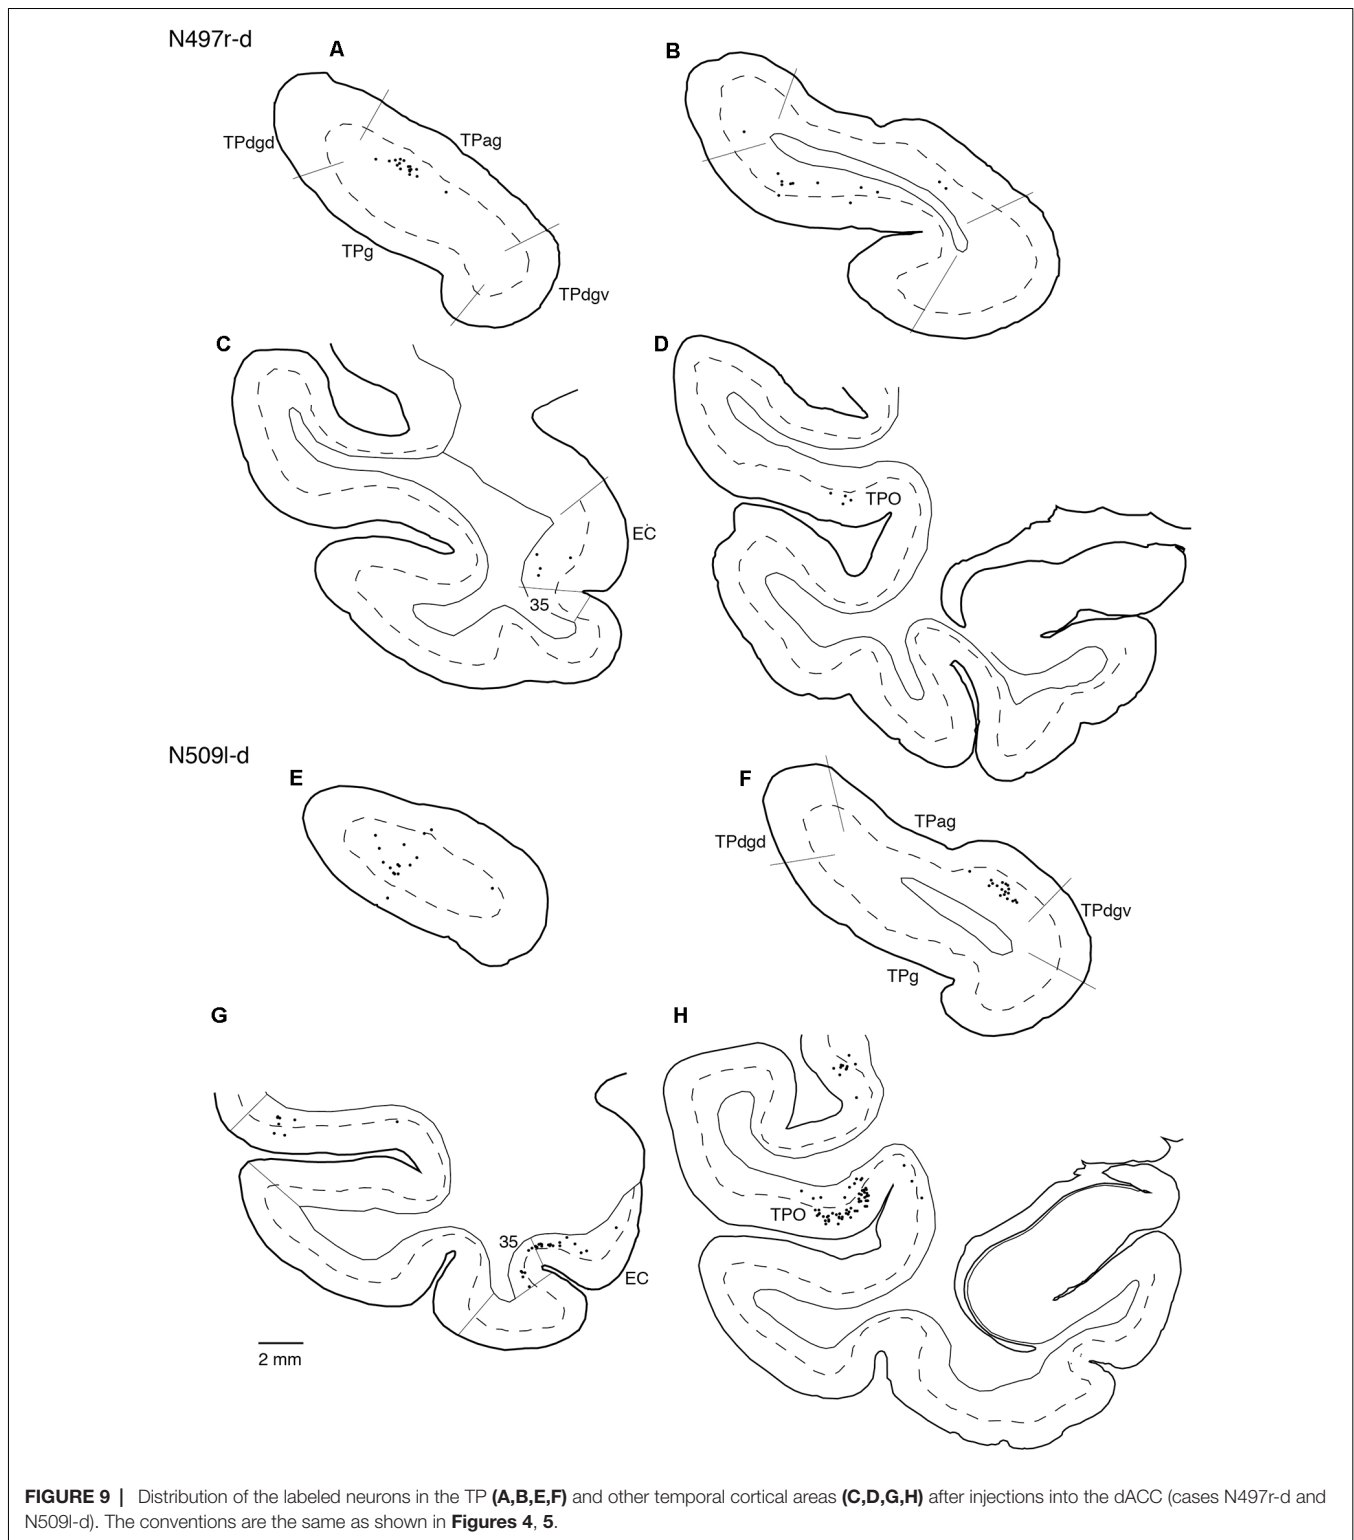 N497r-d
A
B
TPdgd
TPag
TPg
TPdgv
C
D
TPO
EC
35
N509l-d
E
F
TPag
TPdgd
TPdgv
TPg
G
H
TPO
35
EC
2 mm
FIGURE 9 | Distribution of the labeled neurons in the TP (A,B,E,F) and other temporal cortical areas (C,D,G,H) after injections into the dACC (cases N497r-d and
N509l-d). The conventions are the same as shown in Figures 4, 5.